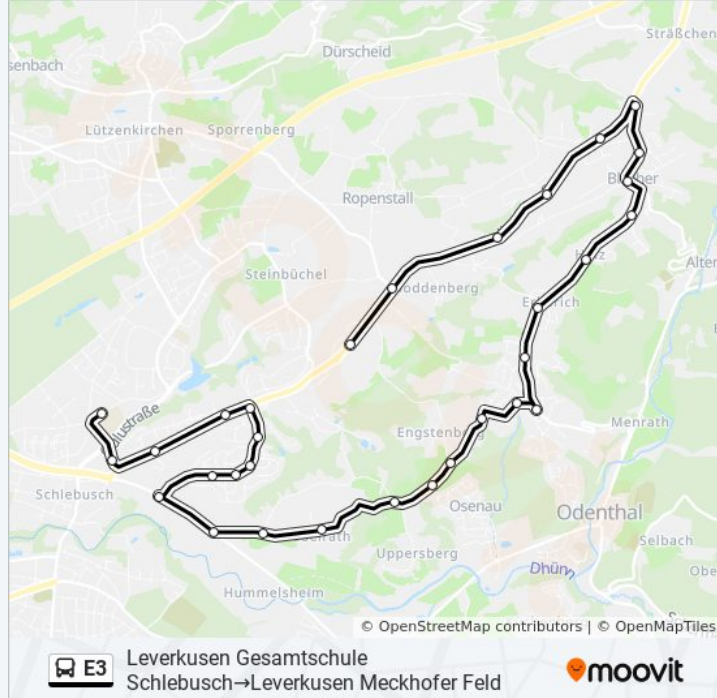 Sträßchen
Dürscheid
senbach
Lützenkirchen
Sporrenberg
Ropenstall
Steinbüchel
oddenberg
Alter
Engstenberg
Menrath
Schlebusch
Osenau
Odenthal
Selbach
Uppersberg
Obe
Dhünn
Hummelsheim
© OpenStreetMap contributors | © OpenMapTiles
E3
Leverkusen Gesamtschule
Schlebusch→Leverkusen Meckhofer Feld
moovit